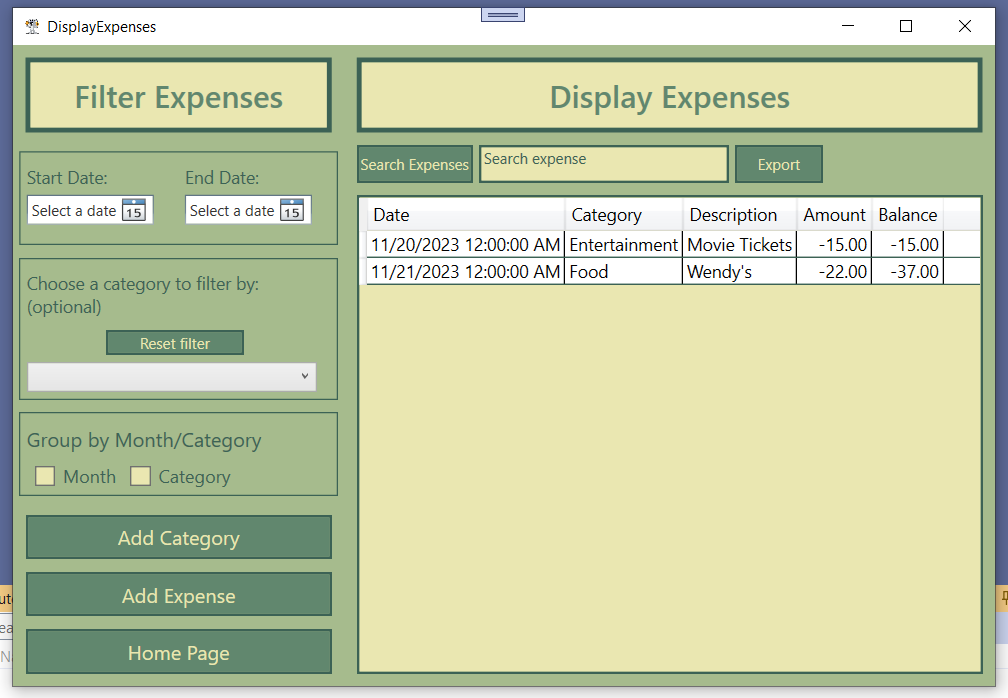 DisplayExpenses
Filter Expenses
Display Expenses
Start Date:
End Date:
Select a date 15
Select a date 15
Choose a category to filter by:
(optional)
Reset filter
Group by Month/Category
Month
Category
Add Category
Add Expense
Home Page
Search Expenses
Search expense
Export
Date Category Description Amount Balance
11/20/2023 12:00:00 AM Entertainment Movie Tickets -15.00 -15.00
11/21/2023 12:00:00 AM Food Wendy's -22.00 -37.00